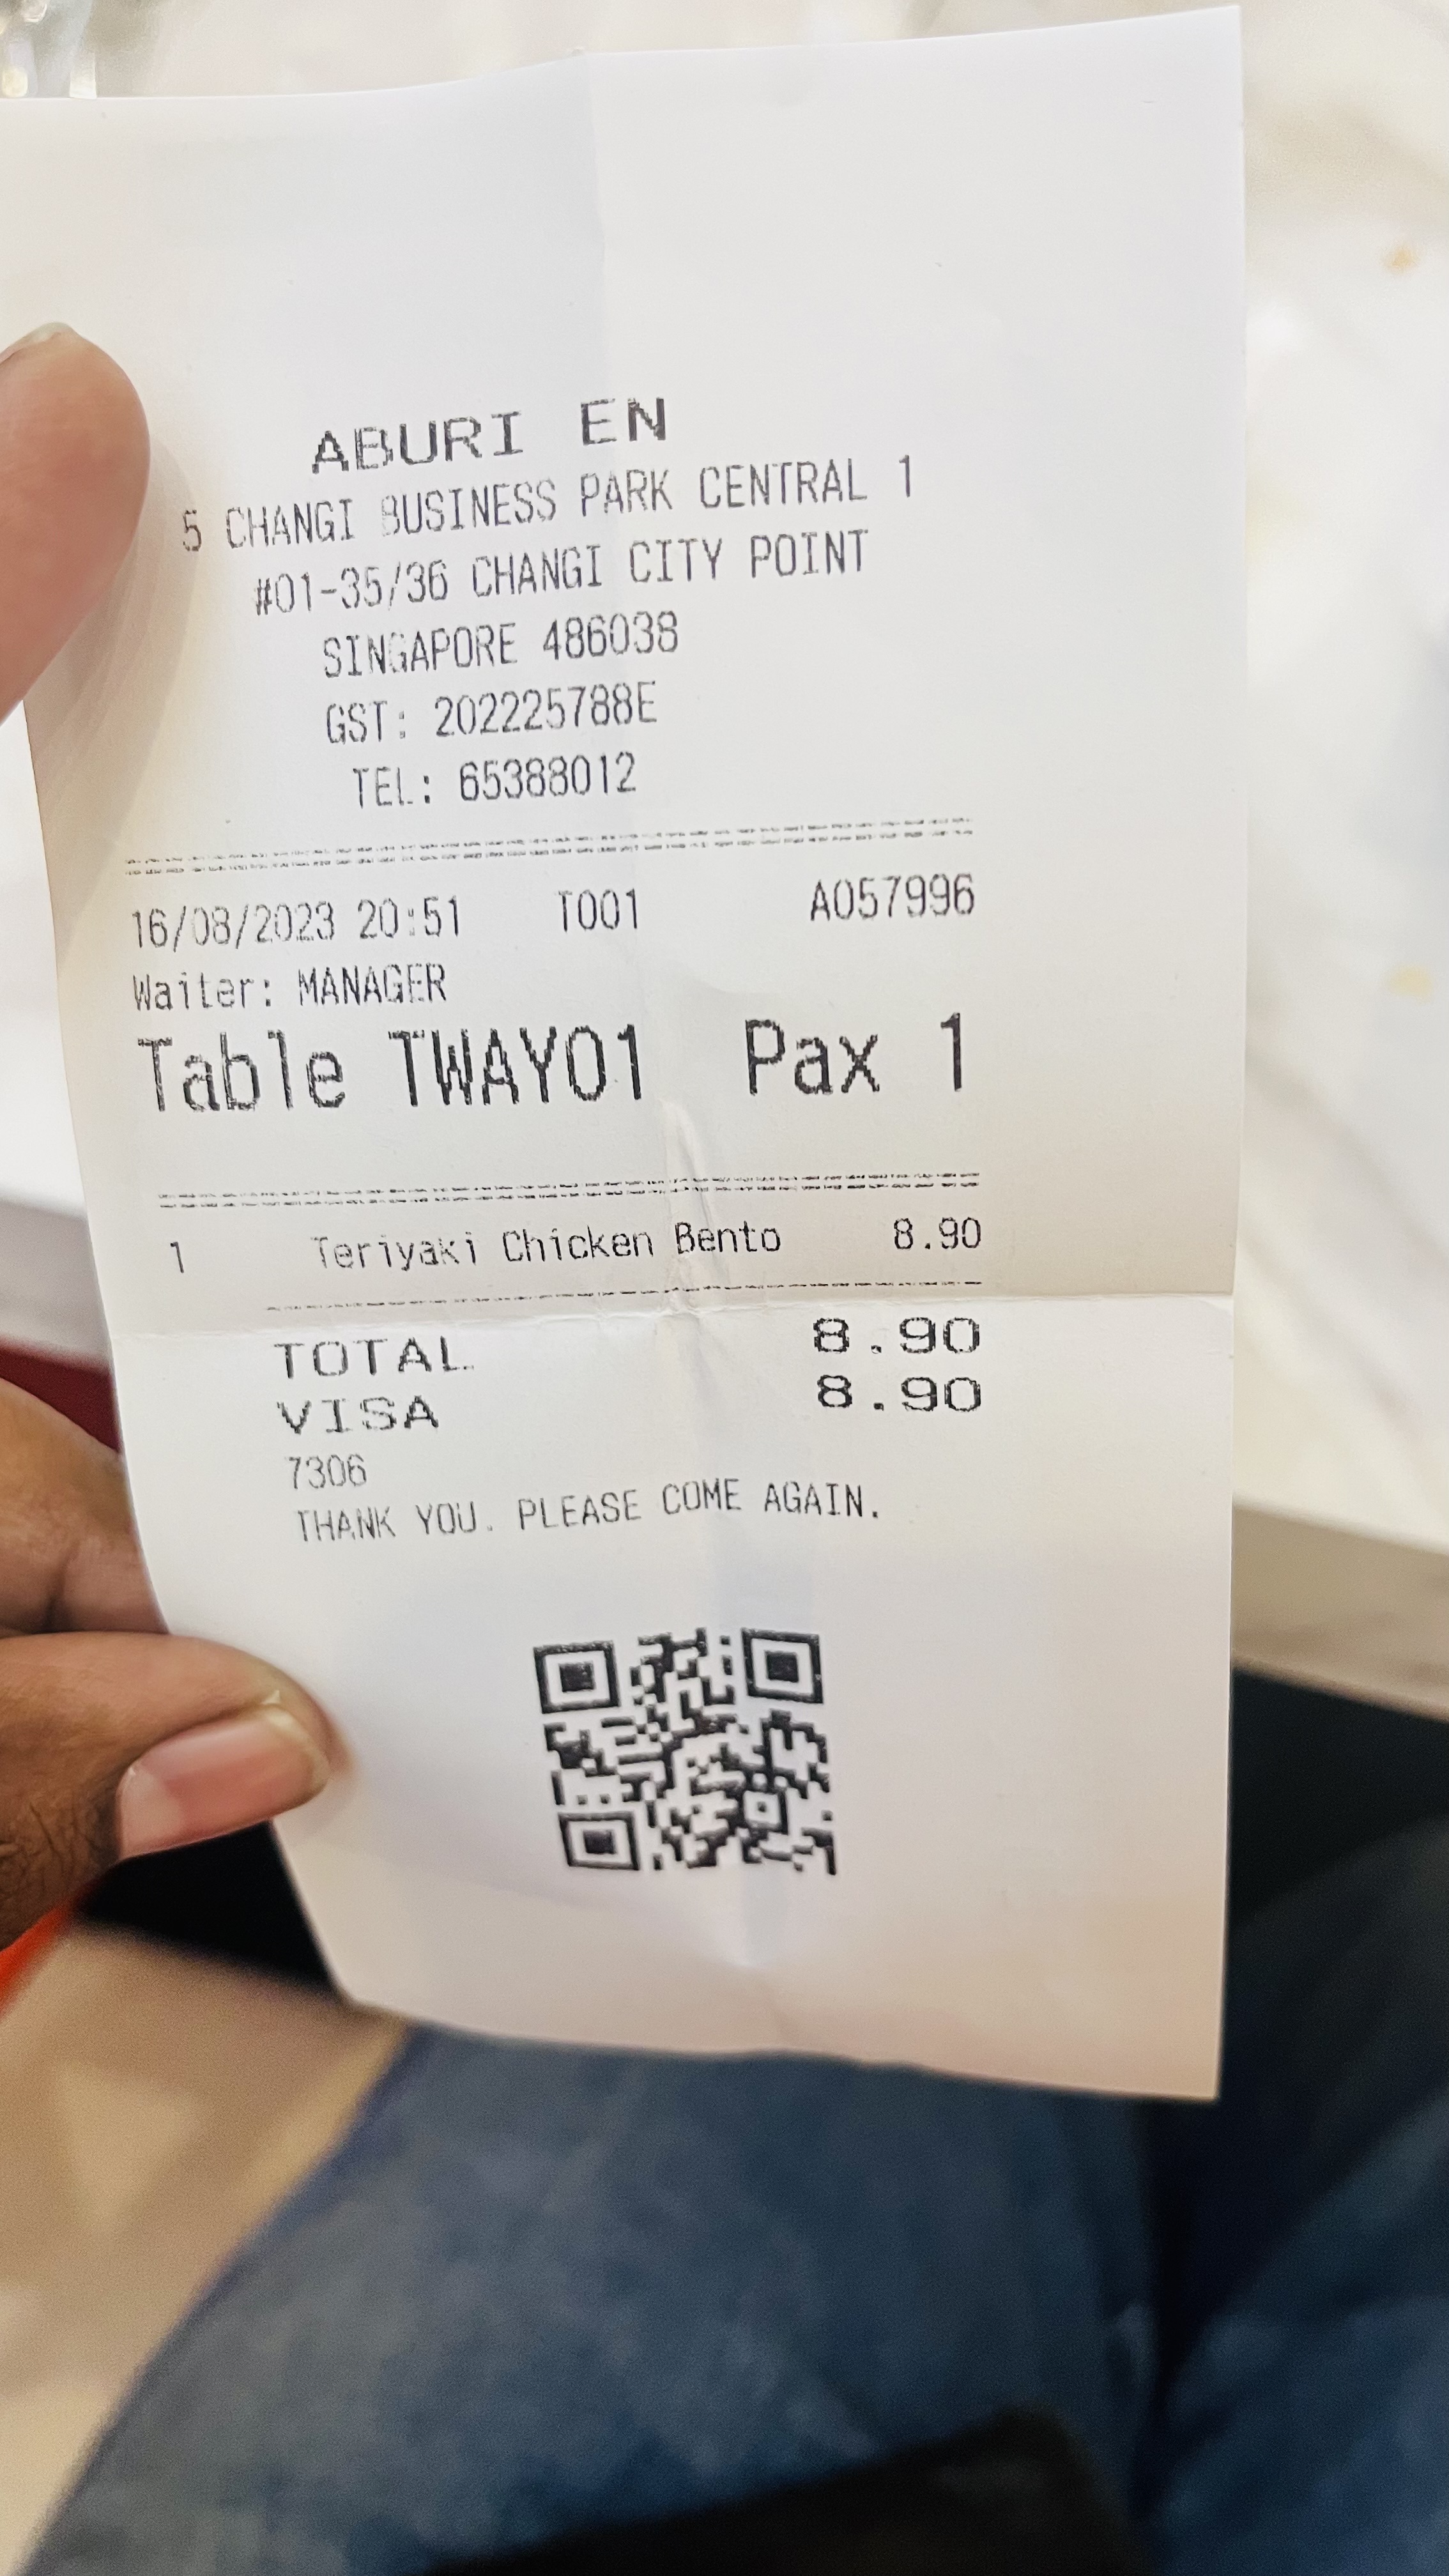 ABURI EN
5 CHANGI BUSINESS PARK CENTRAL 1
#01-35/36 CHANGI CITY POINT
SINGAPORE 486038
GST: 202225788E
TEL: 65388012
16/08/2023 20:51 T001 A057996
Waiter: MANAGER
Table TWAY01 Pax 1
1 Teriyaki Chicken Bento 8.90
TOTAL 8.90
VISA 8.90
7306
THANK YOU. PLEASE COME AGAIN.